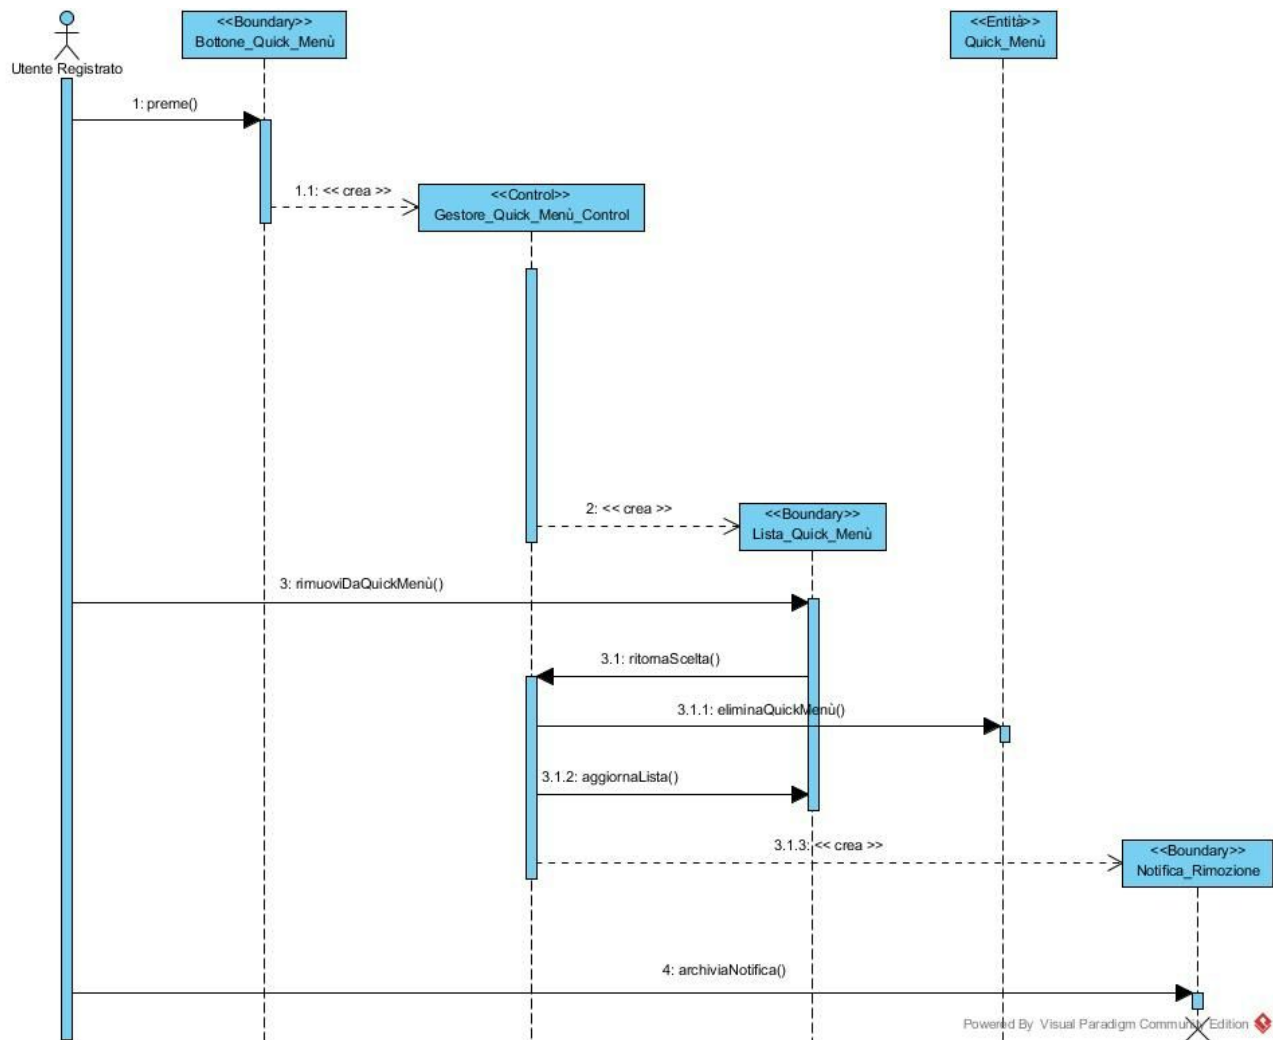 <<Boundary>>
Bottone_Quick_Menù
<<Entità>>
Quick_Menù
Utente Registrato
1: preme()
1.1: << crea >>
<<Control>>
Gestore_Quick_Menù_Control
2: << crea >>
<<Boundary>>
Lista_Quick_Menù
3: rimuoviDaQuickMenù()
3.1: ritornaScelta()
3.1.1: eliminaQuickMenù()
3.1.2: aggiornaLista()
3.1.3: << crea >>
<<Boundary>>
Notifica_Rimozione
4: archiviaNotifica()
Powered By Visual Paradigm Community Edition